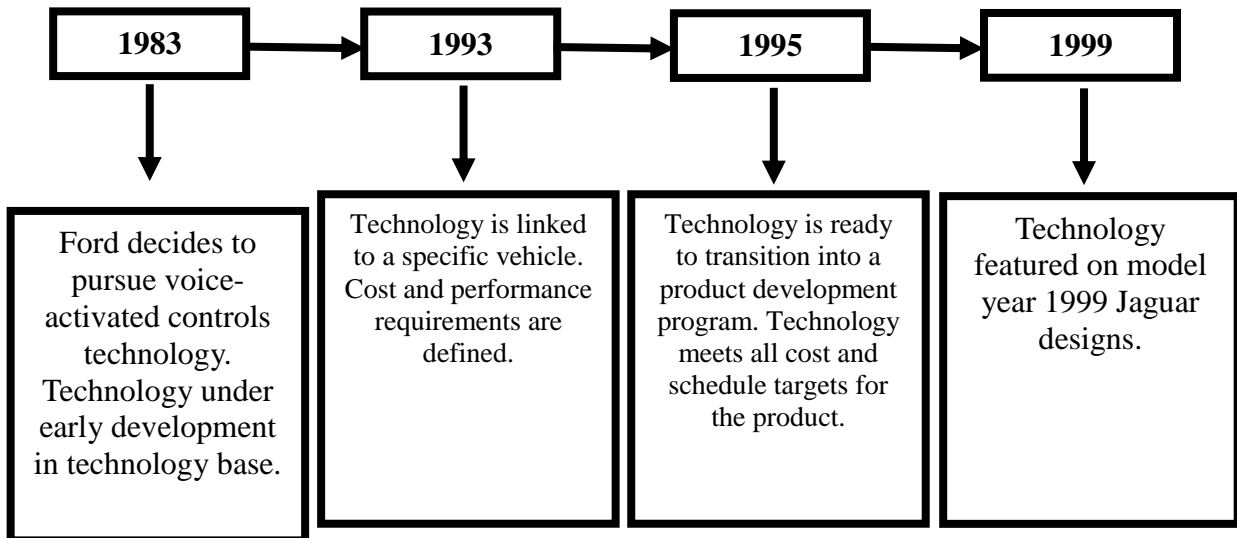 1983
1993
1995
1999
Ford decides to
pursue voice-
activated controls
technology.
Technology under
early development
in technology base.
Technology is linked
to a specific vehicle.
Cost and performance
requirements are
defined.
Technology is ready
to transition into a
product development
program. Technology
meets all cost and
schedule targets for
the product.
Technology
featured on model
year 1999 Jaguar
designs.